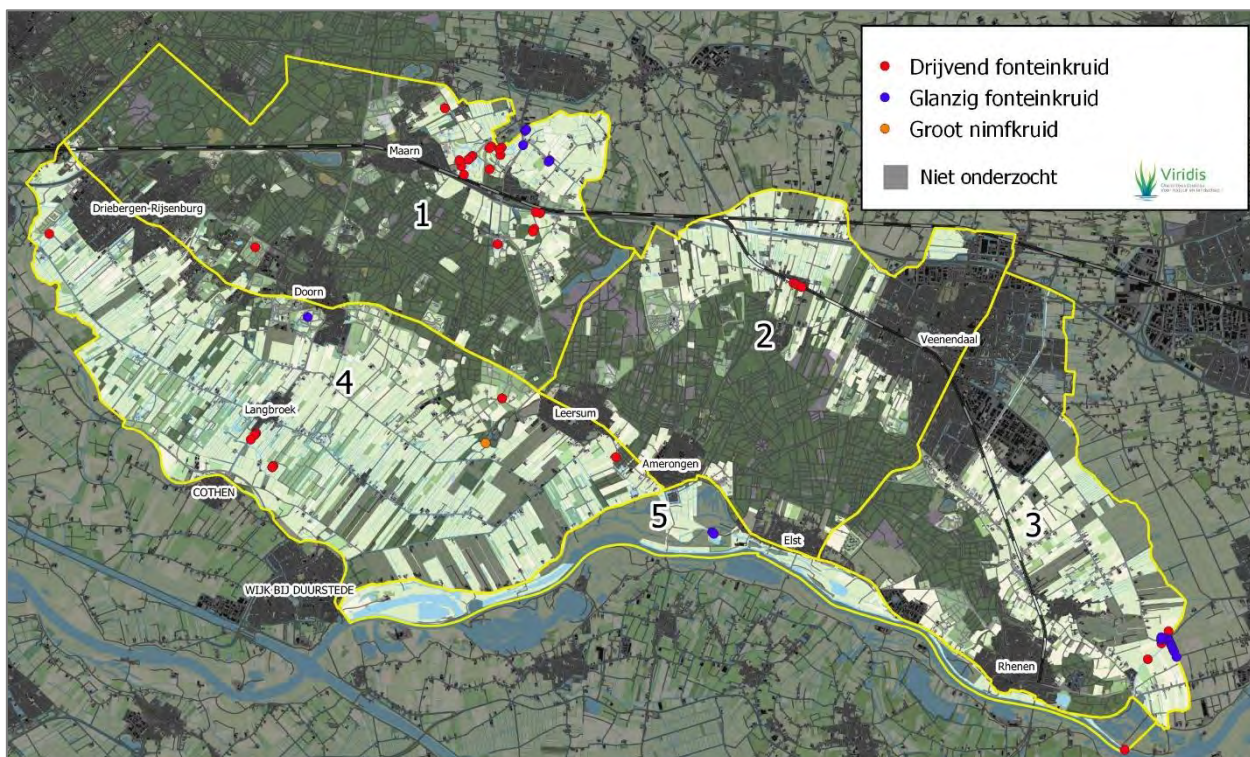 Drijvend fonteinkruid
Glanzig fonteinkruid
Groot nimfkruid
Niet onderzocht
Viridis
Maarn
Driebergen-Rijsenburg
1
Doorn
2
Veenendaal
4
Langbroek
Leersum
Amerongen
COTHEN
5
3
Elst
WIJK BIJ DUURSTEDE
Rhenen